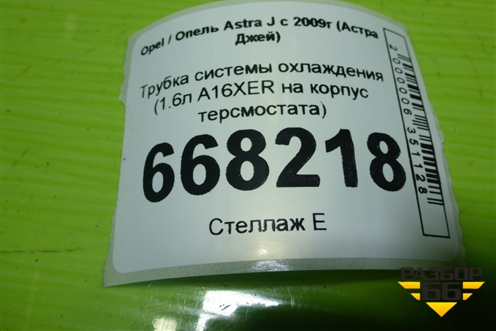 Opel / Опель Astra J с 2009г (Астра
Джей)
Трубка системы охлаждения
(1.6л A16XER на корпус
терсмостата)
668218
Стеллаж Е
2000006351128
РАЗБОР
66